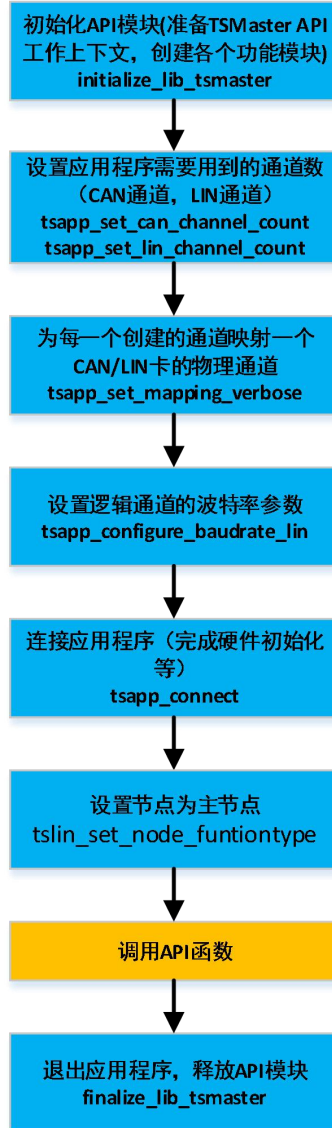 初始化API模块(准备TSMaster API
工作上下文，创建各个功能模块)
initialize_lib_tsmaster
设置应用程序需要用到的通道数
（CAN通道，LIN通道）
tsapp_set_can_channel_count
tsapp_set_lin_channel_count
为每一个创建的通道映射一个
CAN/LIN卡的物理通道
tsapp_set_mapping_verbose
设置逻辑通道的波特率参数
tsapp_configure_baudrate_lin
连接应用程序（完成硬件初始化
等）
tsapp_connect
设置节点为主节点
tslin_set_node_funtiontype
调用API函数
退出应用程序，释放API模块
finalize_lib_tsmaster